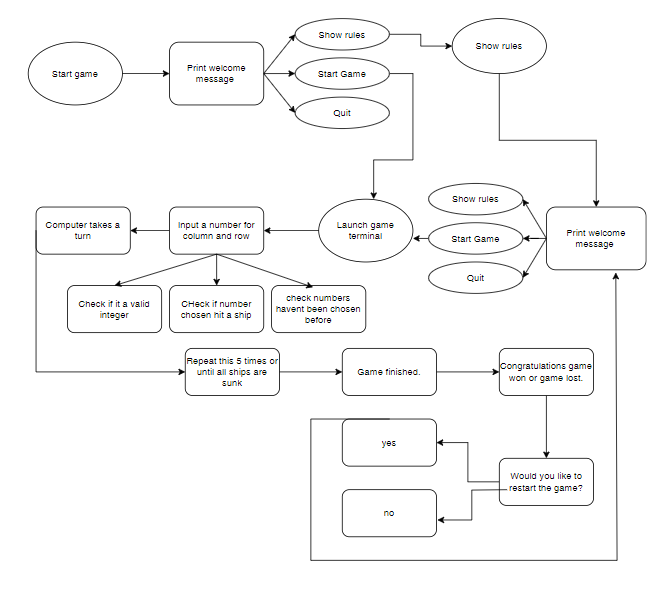 Start game
Print welcome
message
Show rules
Start Game
Quit
Show rules
Computer takes a
turn
Input a number for
column and row
Launch game
terminal
Show rules
Start Game
Quit
Print welcome
message
Check if it a valid
integer
CHeck if number
chosen hit a ship
check numbers
havent been chosen
before
Repeat this 5 times or
until all ships are
sunk
Game finished.
Congratulations game
won or game lost.
yes
Would you like to
restart the game?
no